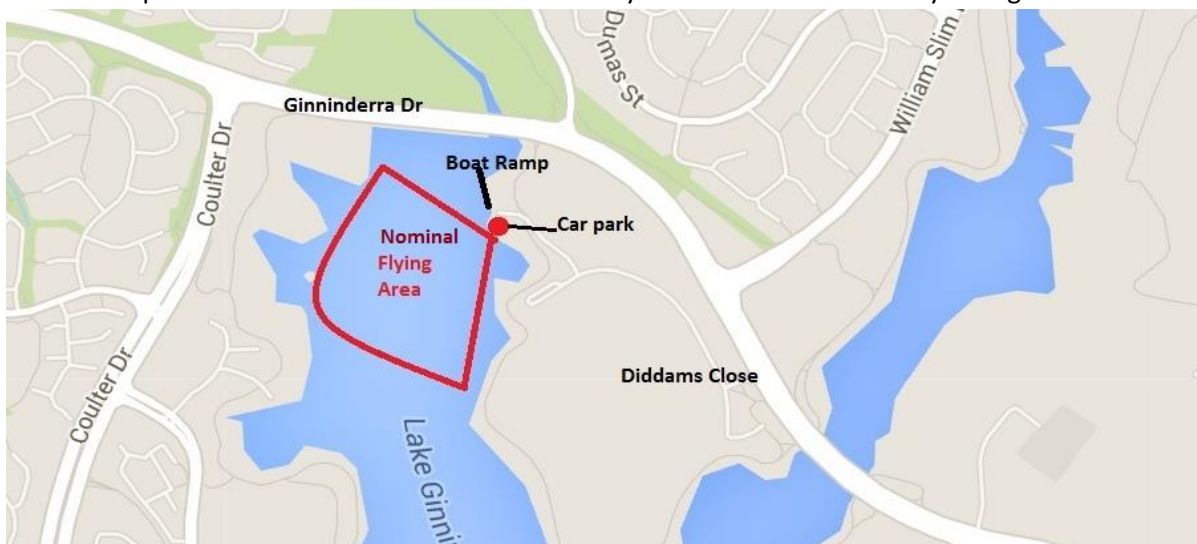 Dumas St
William Slim
Ginninderra Dr
Coulter Dr
Boat Ramp
Car park
Nominal
Flying
Area
Diddams Close
Coulter Dr
Lake Ginni